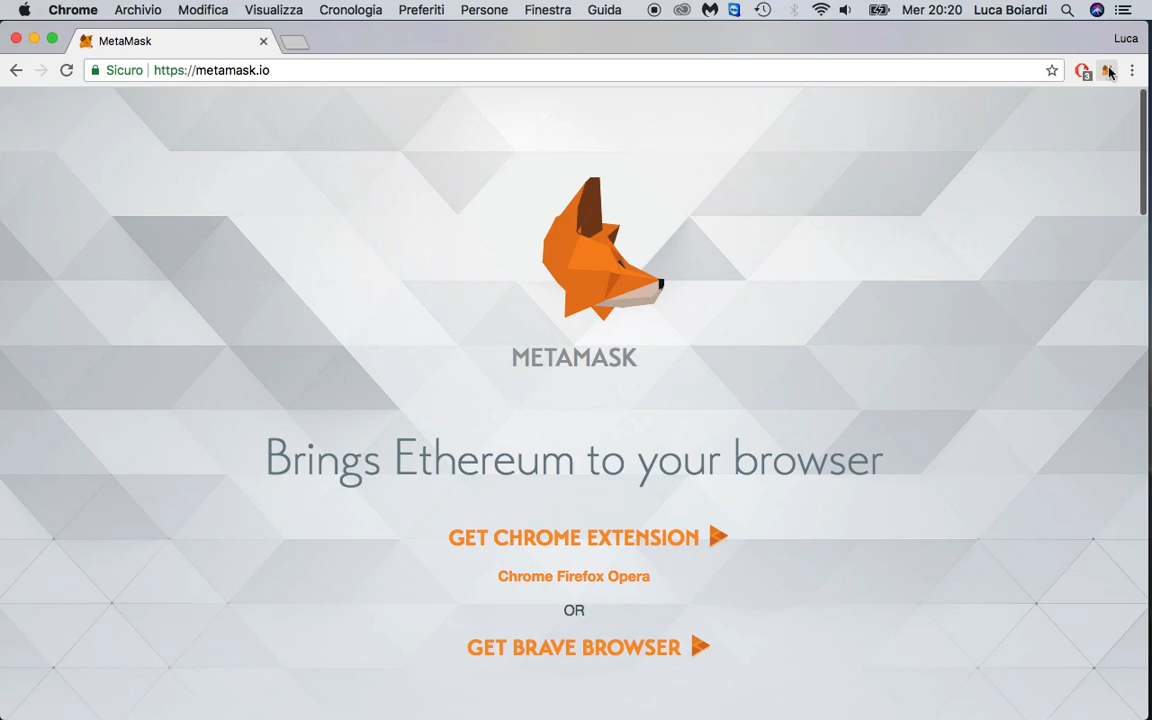 Chrome Archivio Modifica Visualizza Cronologia Preferiti Persone Finestra Guida Mer 20:20 Luca Boiardi
MetaMask Luca
Sicuro https://metamask.io 3
METAMASK
Brings Ethereum to your browser
GET CHROME EXTENSION
Chrome Firefox Opera
OR
GET BRAVE BROWSER